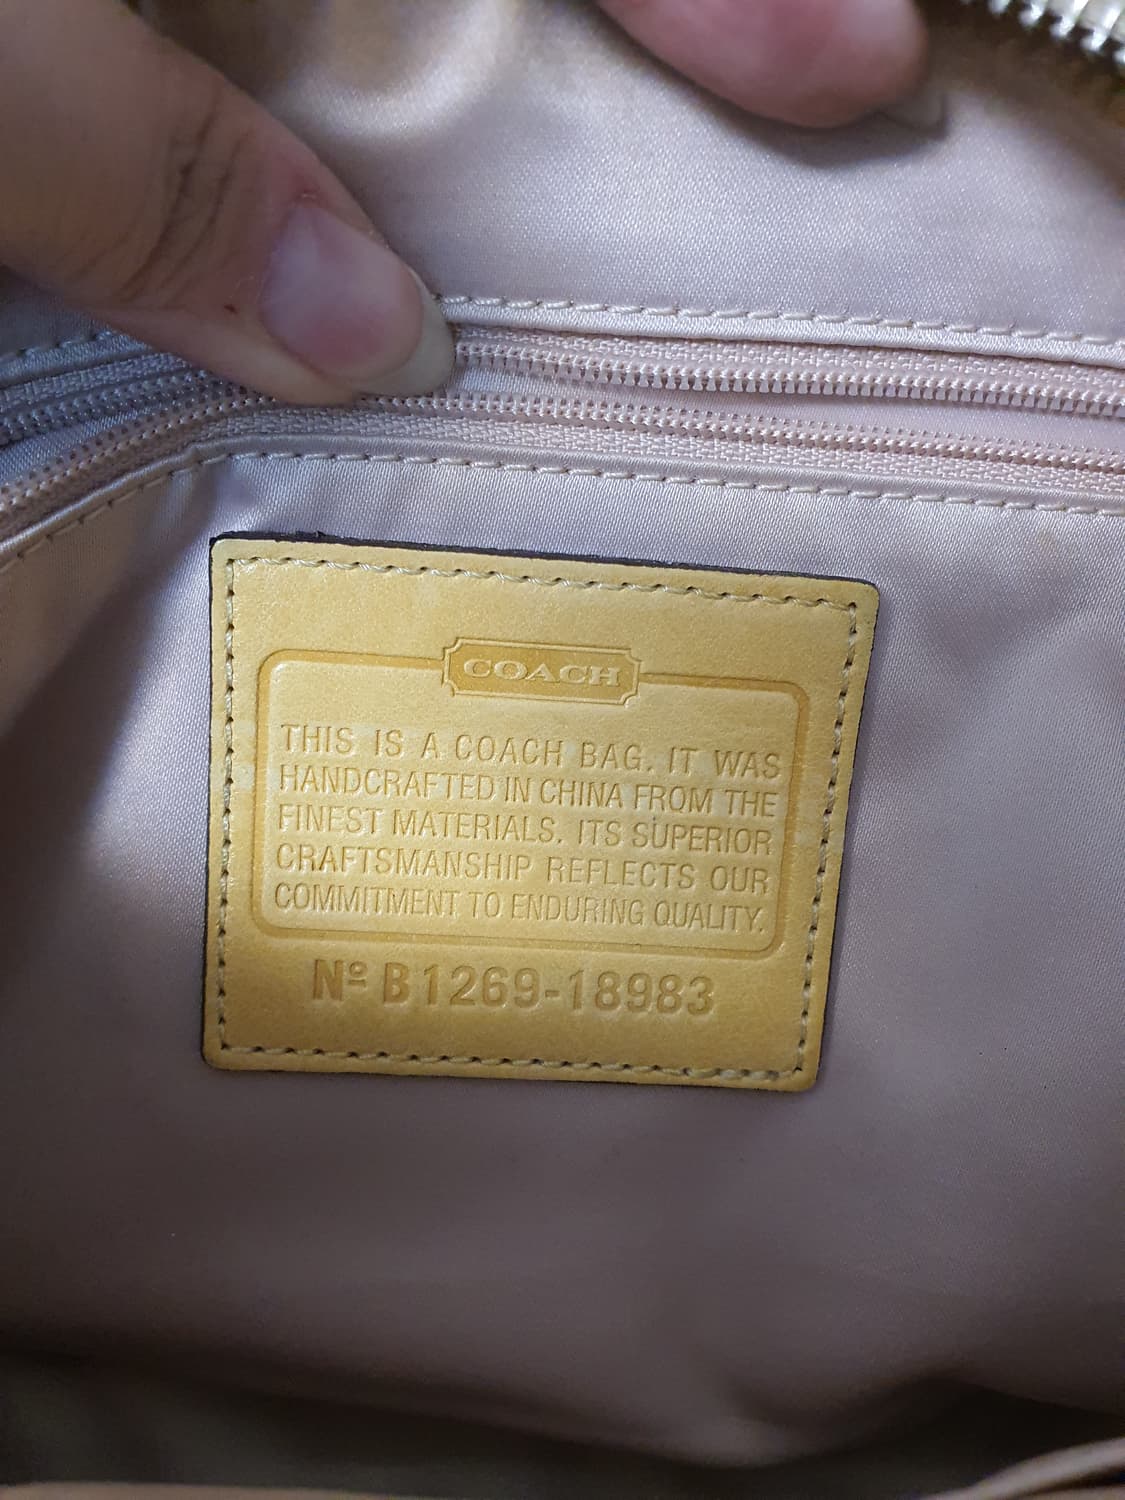 COACH
THIS IS A COACH BAG. IT WAS
HANDCRAFTED IN CHINA FROM THE
FINEST MATERIALS. ITS SUPERIOR
CRAFTSMANSHIP REFLECTS OUR
COMMITMENT TO ENDURING QUALITY.
Nº B1269-18983